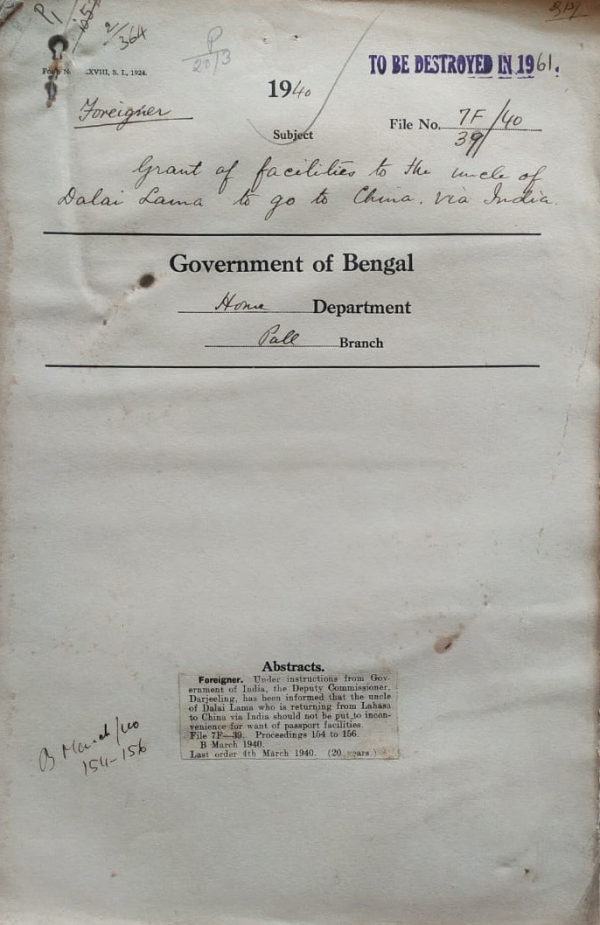 2/364
P/2013
TO BE DESTROYED IN 1961.
XVIII, S. I., 1924.
1940
Foreigner
File No. 7F/39/40
Subject
Grant of facilities to the uncle of
Dalai Lama to go to China, via India.
Government of Bengal
Home Department
Poll Branch
Abstracts.
Foreigner. Under instructions from Gov-
ernment of India, the Deputy Commissioner,
Darjeeling, has been informed that the uncle
of Dalai Lama who is returning from Lahasa
to China via India should not be put to incon-
venience for want of passport facilities.
File 7F—39. Proceedings 154 to 156.
B March 1940.
Last order 4th March 1940. (20 years.)
B March/40
154-156